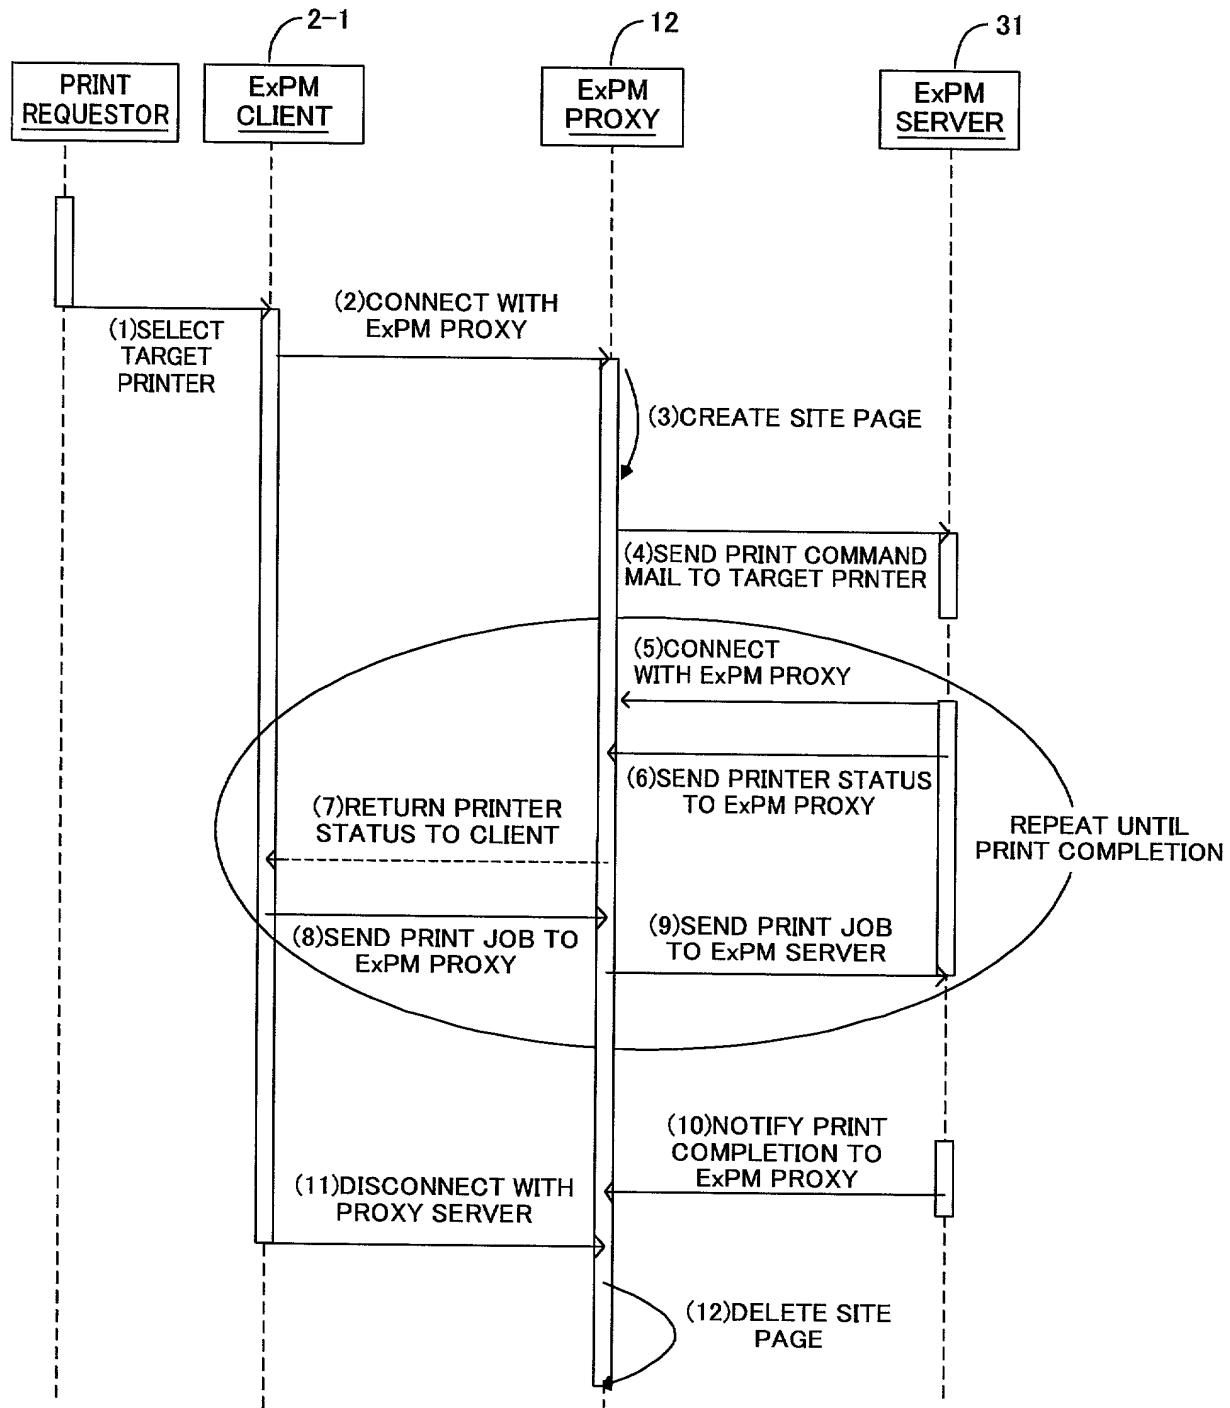 2-1
12
31
PRINT
REQUESTOR
ExPM
CLIENT
ExPM
PROXY
ExPM
SERVER
(1)SELECT
TARGET
PRINTER
(2)CONNECT WITH
ExPM PROXY
(3)CREATE SITE PAGE
(4)SEND PRINT COMMAND
MAIL TO TARGET PRNTER
(5)CONNECT
WITH ExPM PROXY
(6)SEND PRINTER STATUS
TO ExPM PROXY
(7)RETURN PRINTER
STATUS TO CLIENT
REPEAT UNTIL
PRINT COMPLETION
(8)SEND PRINT JOB TO
ExPM PROXY
(9)SEND PRINT JOB
TO ExPM SERVER
(10)NOTIFY PRINT
COMPLETION TO
ExPM PROXY
(11)DISCONNECT WITH
PROXY SERVER
(12)DELETE SITE
PAGE